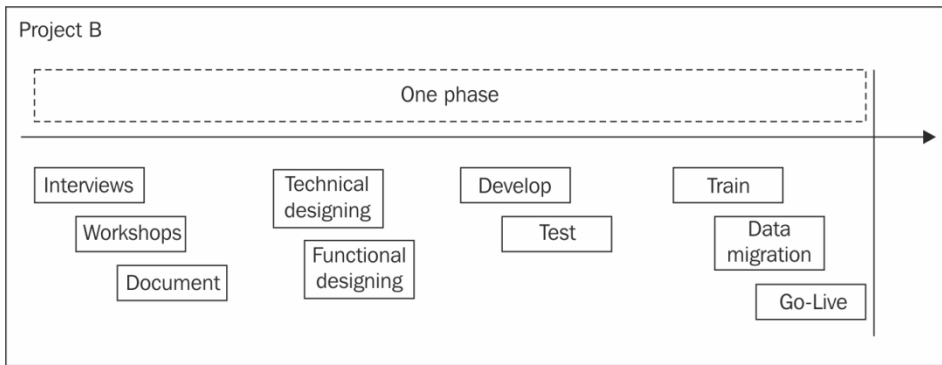 Project B
One phase
Interviews
Workshops
Document
Technical
designing
Functional
designing
Develop
Test
Train
Data
migration
Go-Live